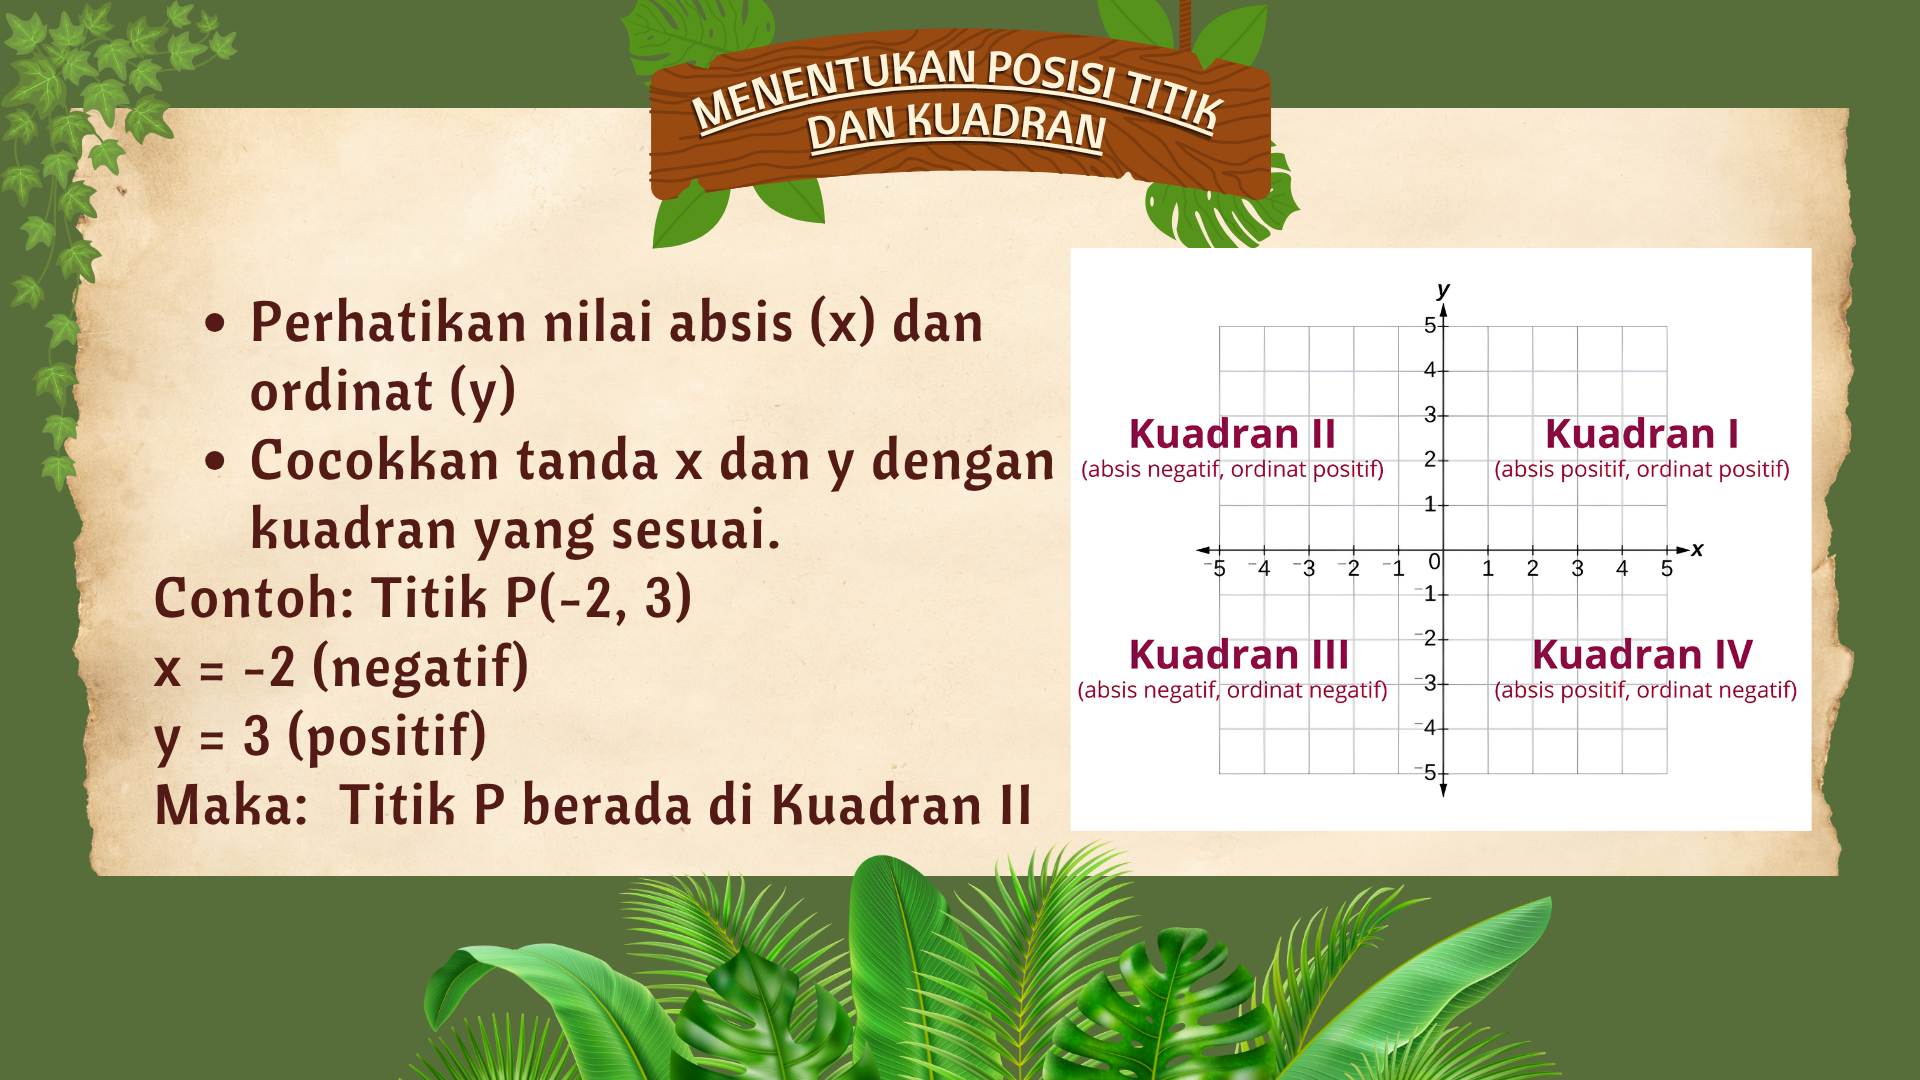 MENENTUKAN POSISI TITIK
DAN KUADRAN
• Perhatikan nilai absis (x) dan
ordinat (y)
• Cocokkan tanda x dan y dengan
kuadran yang sesuai.
Contoh: Titik P(-2, 3)
x = -2 (negatif)
y = 3 (positif)
Maka: Titik P berada di Kuadran II
y
5
4
3
Kuadran II Kuadran I
2
(absis negatif, ordinat positif) (absis positif, ordinat positif)
1
x
0
-5 -4 -3 -2 -1 1 2 3 4 5
-1
-2
Kuadran III Kuadran IV
-3
(absis negatif, ordinat negatif) (absis positif, ordinat negatif)
-4
-5